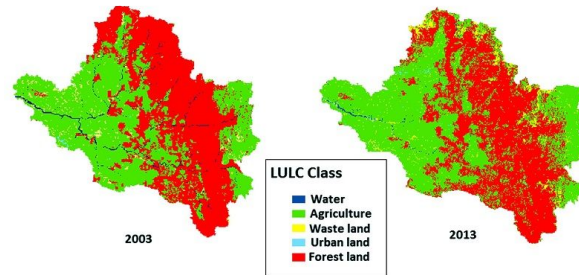 LULC Class
Water
Agriculture
Waste land
Urban land
Forest land
2003
2013